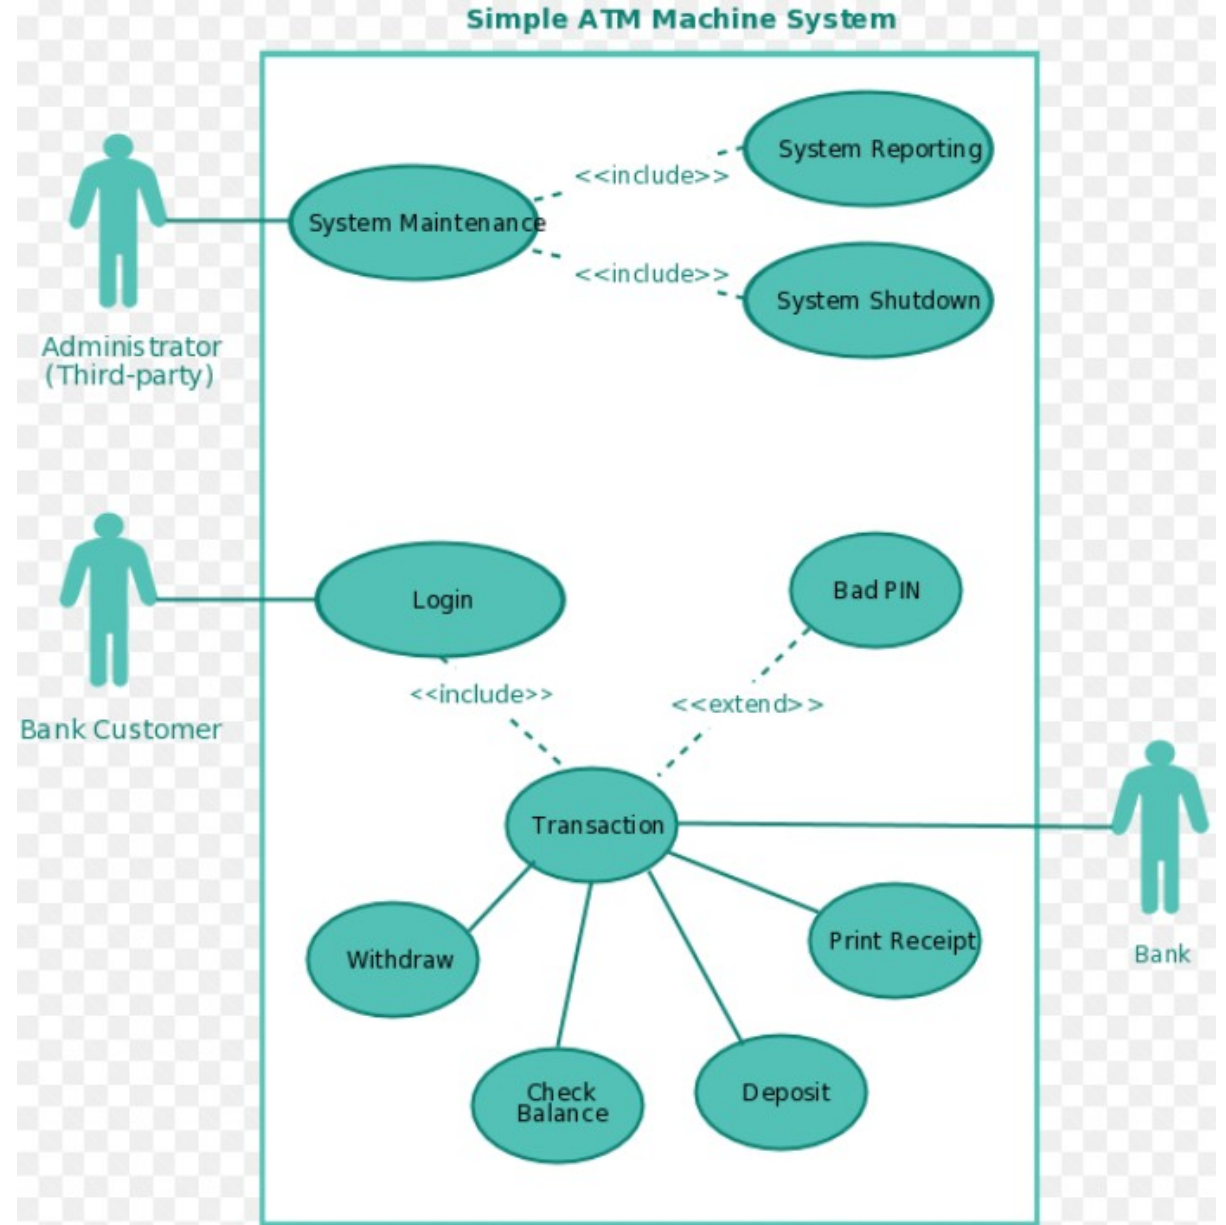 Simple ATM Machine System
System Reporting
<<include>>
System Maintenance
<<include>>
System Shutdown
Administrator
(Third-party)
Bad PIN
Login
<<include>>
<<extend>>
Bank Customer
Transaction
Print Receipt
Bank
Withdraw
Check
Balance
Deposit